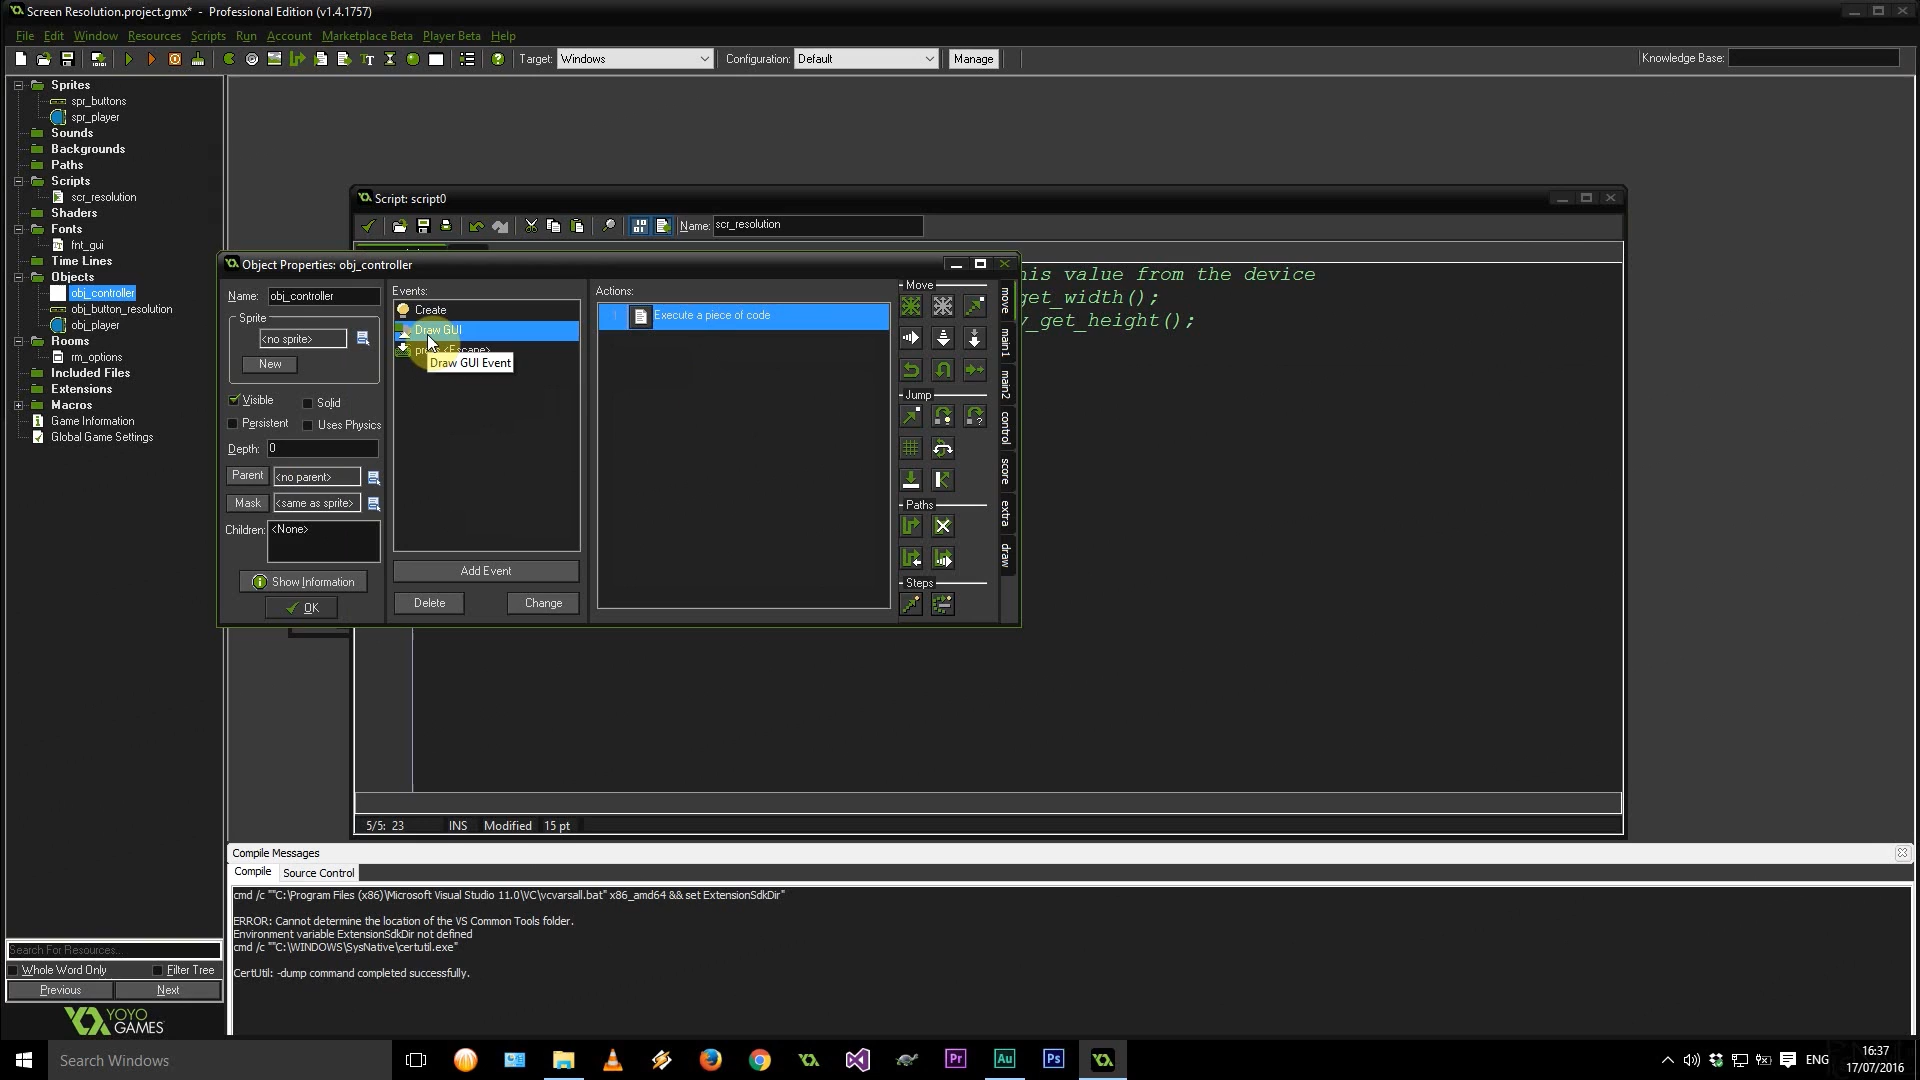 Screen Resolution.project.gmx* - Professional Edition (v1.4.1757)
File Edit Window Resources Scripts Run Account Marketplace Beta Player Beta Help
Target: Windows Configuration: Default Manage Knowledge Base:
Sprites
spr_buttons
spr_player
Sounds
Backgrounds
Paths
Scripts
scr_resolution
Shaders
Fonts
fnt_gui
Time Lines
Objects
obj_controller
obj_button_resolution
obj_player
Rooms
rm_options
Included Files
Extensions
Macros
Game Information
Global Game Settings
Search For Resources...
Whole Word Only Filter Tree
Previous Next
YOYO
GAMES
Script: script0
Name: scr_resolution
his value from the device
get_width();
y_get_height();
5/5: 23 INS Modified 15 pt
Object Properties: obj_controller
Name: obj_controller
Sprite
<no sprite>
New
Visible Solid
Persistent Uses Physics
Depth: 0
Parent <no parent>
Mask <same as sprite>
Children: <None>
Show Information
OK
Events:
Create
Draw GUI
Draw GUI Event
Add Event
Delete Change
Actions:
1 Execute a piece of code
Move
Jump
Paths
Steps
move
main1
main2
control
score
extra
draw
Compile Messages
Compile Source Control
cmd /c ""C:\Program Files (x86)\Microsoft Visual Studio 11.0\VC\vcvarsall.bat" x86_amd64 && set ExtensionSdkDir"
ERROR: Cannot determine the location of the VS Common Tools folder.
Environment variable ExtensionSdkDir not defined
cmd /c ""C:\WINDOWS\SysNative\certutil.exe"
CertUtil: -dump command completed successfully.
Search Windows
Pr Au Ps
ENG
16:37
17/07/2016